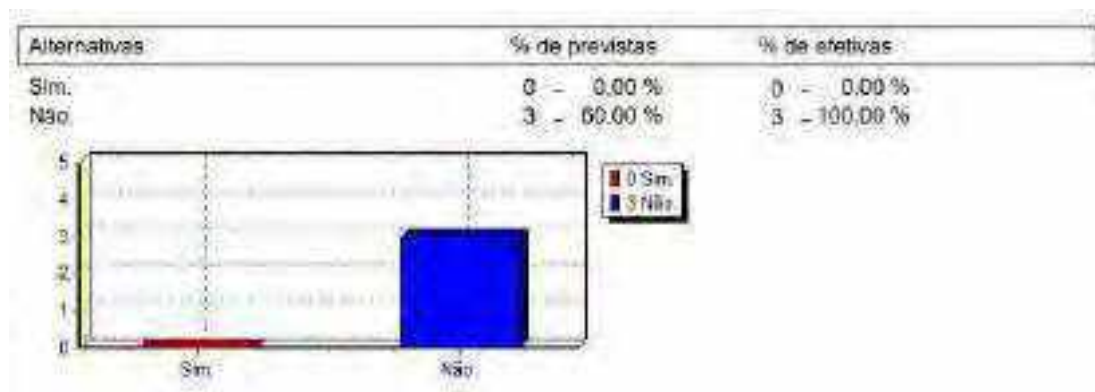 Alternativas % de previstas % de efetivas
Sim. 0 - 0.00 % 0 - 0.00 %
Não. 3 - 60.00 % 3 - 100.00 %
5
4
3
2
1
0
Sim. Não.
0 Sim.
3 Não.